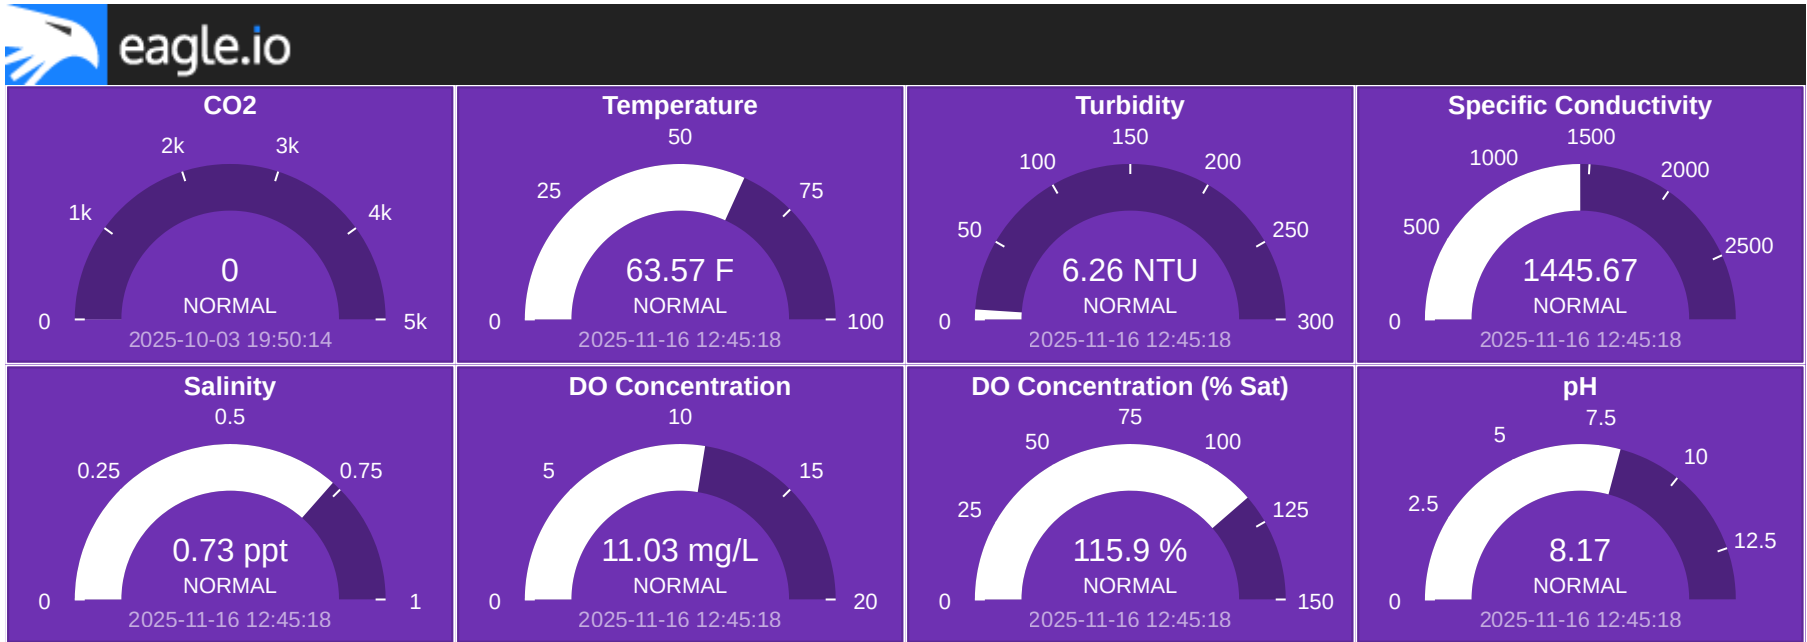 eagle.io
CO2
2k
3k
1k
4k
0
NORMAL
0
5k
2025-10-03 19:50:14
Temperature
50
25
75
63.57 F
NORMAL
0
100
2025-11-16 12:45:18
Turbidity
150
100
200
50
250
6.26 NTU
NORMAL
0
300
2025-11-16 12:45:18
Specific Conductivity
1500
1000
2000
500
2500
1445.67
NORMAL
0
2025-11-16 12:45:18
Salinity
0.5
0.25
0.75
0.73 ppt
NORMAL
0
1
2025-11-16 12:45:18
DO Concentration
10
5
15
11.03 mg/L
NORMAL
0
20
2025-11-16 12:45:18
DO Concentration (% Sat)
75
50
100
25
125
115.9 %
NORMAL
0
150
2025-11-16 12:45:18
pH
7.5
5
10
2.5
12.5
8.17
NORMAL
0
2025-11-16 12:45:18